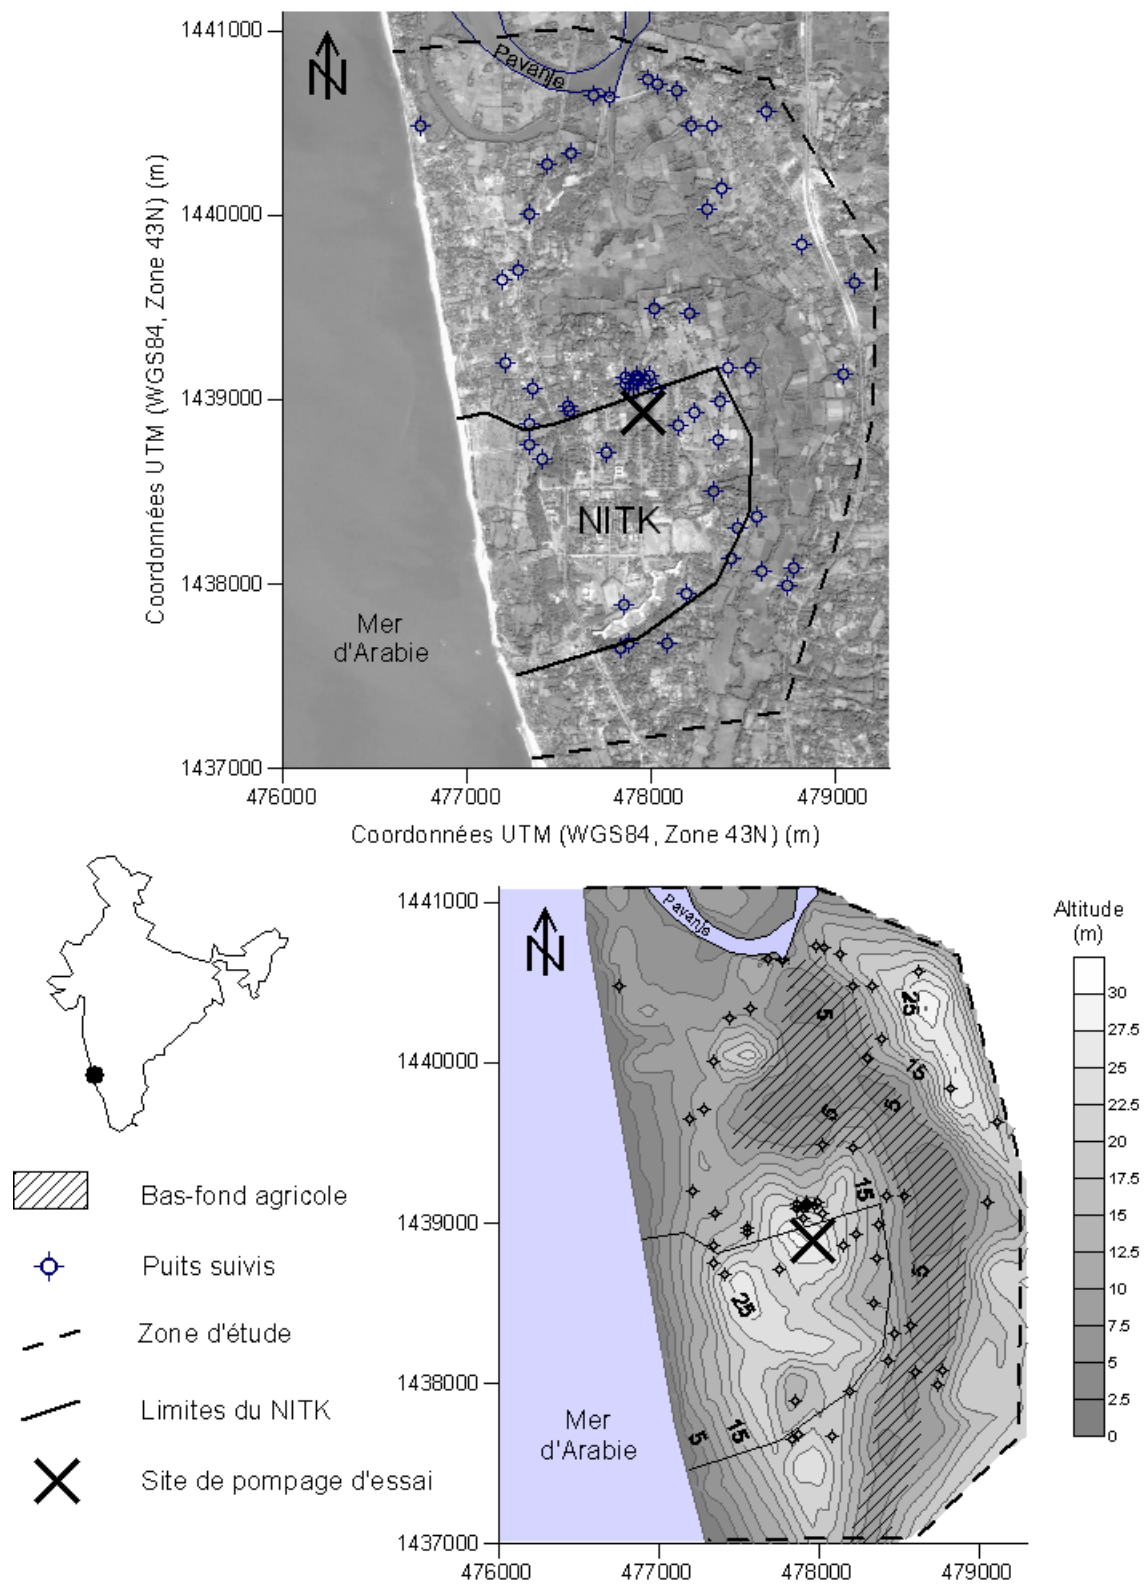 1441000
1440000
1439000
1438000
1437000
Coordonnées UTM (WGS84, Zone 43N) (m)
N
Pavanje
NITK
Mer
d'Arabie
476000
477000
478000
479000
Coordonnées UTM (WGS84, Zone 43N) (m)
Bas-fond agricole
Puits suivis
Zone d'étude
Limites du NITK
Site de pompage d'essai
1441000
1440000
1439000
1438000
1437000
N
Pavanje
5
25
15
5
5
15
5
25
5
15
Mer
d'Arabie
476000
477000
478000
479000
Altitude
(m)
30
27.5
25
22.5
20
17.5
15
12.5
10
7.5
5
2.5
0